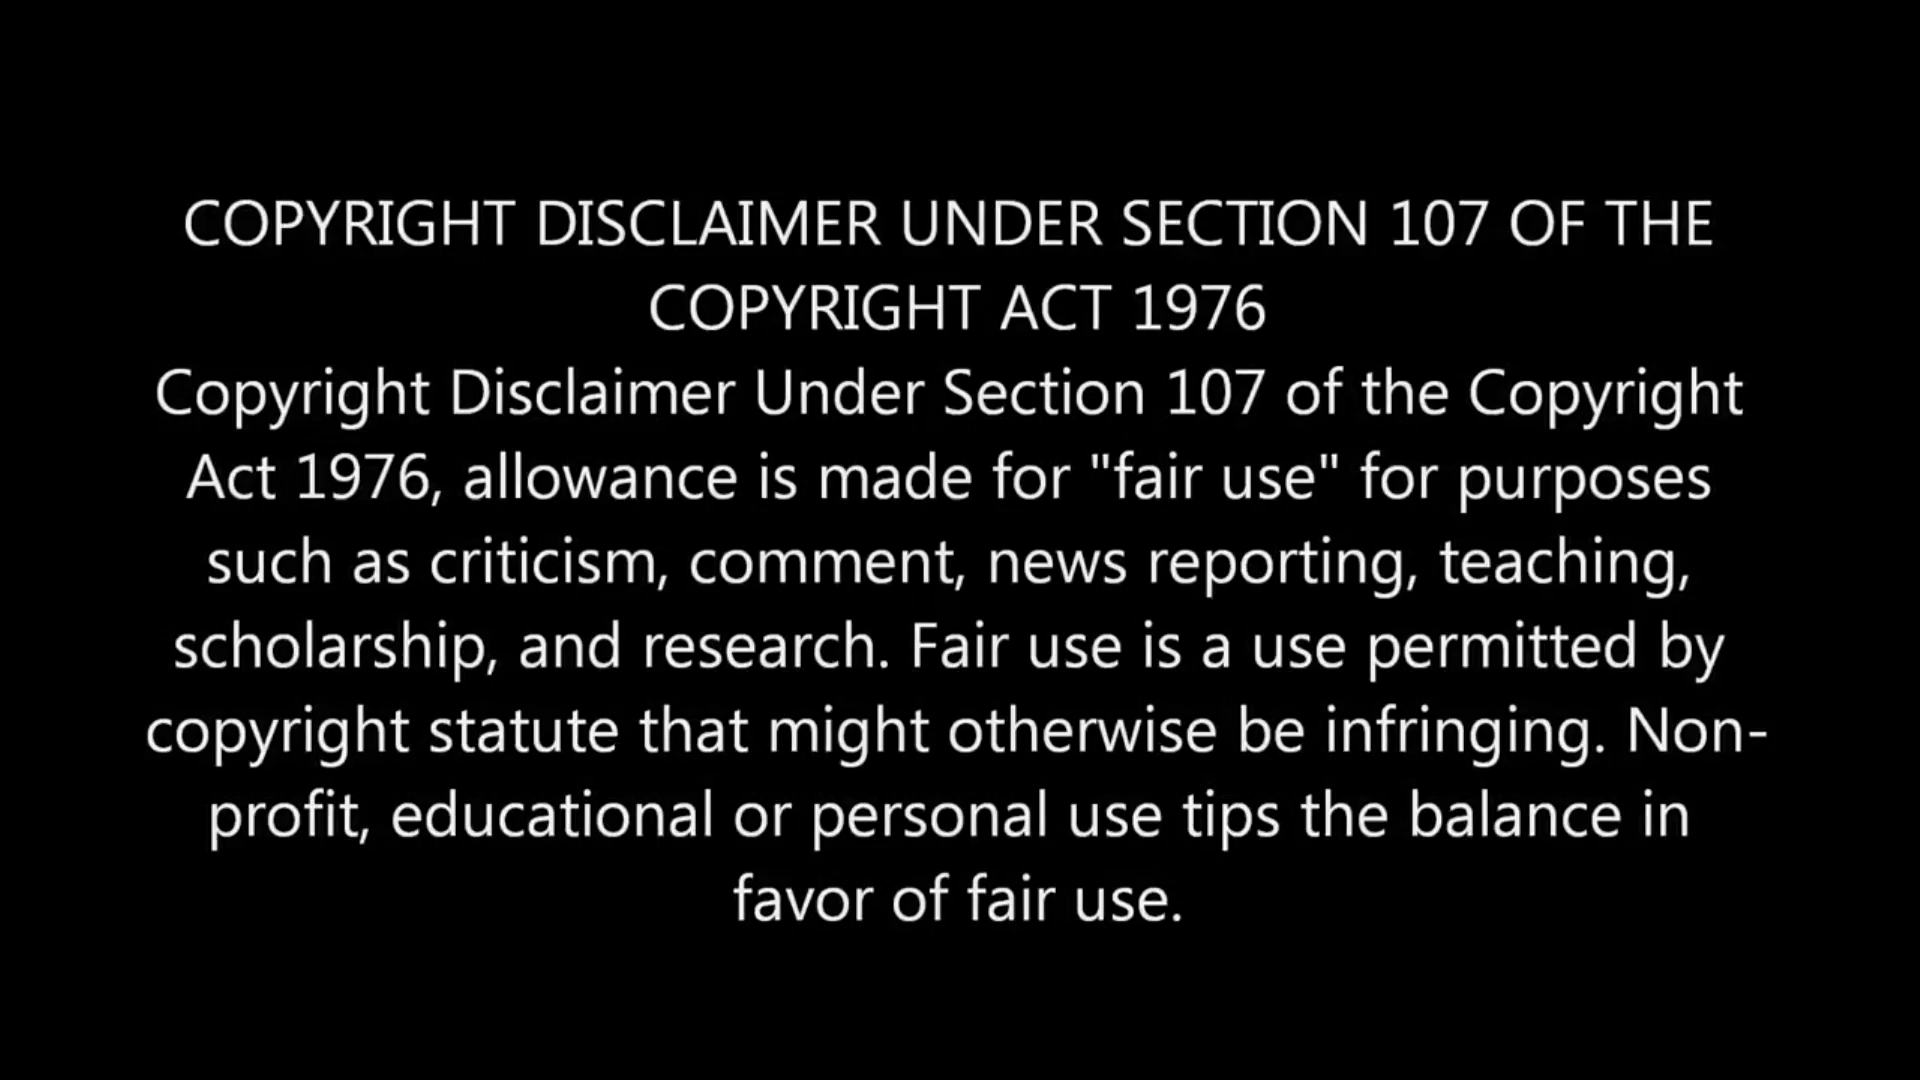 COPYRIGHT DISCLAIMER UNDER SECTION 107 OF THE
COPYRIGHT ACT 1976
Copyright Disclaimer Under Section 107 of the Copyright
Act 1976, allowance is made for "fair use" for purposes
such as criticism, comment, news reporting, teaching,
scholarship, and research. Fair use is a use permitted by
copyright statute that might otherwise be infringing. Non-
profit, educational or personal use tips the balance in
favor of fair use.